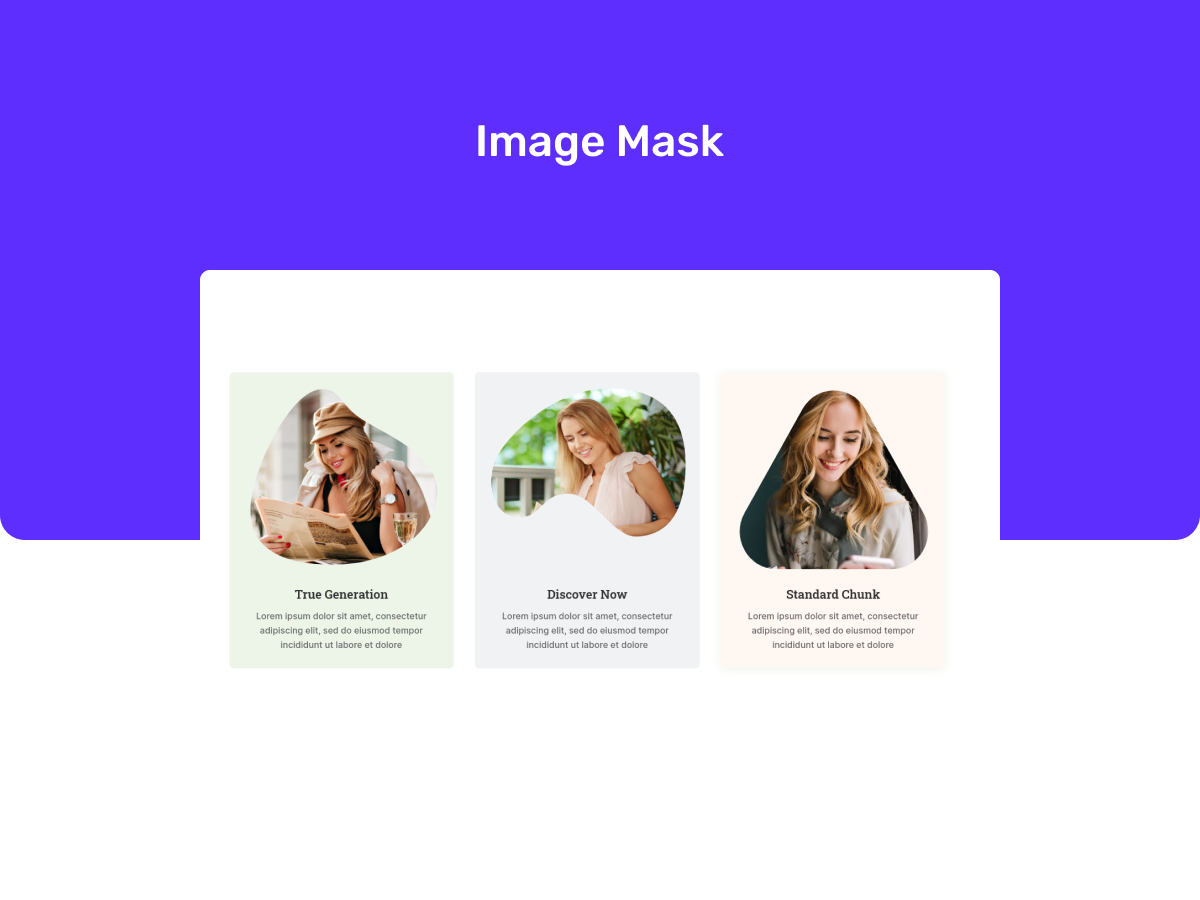 Image Mask
True Generation
Lorem ipsum dolor sit amet, consectetur
adipiscing elit, sed do eiusmod tempor
incididunt ut labore et dolore
Discover Now
Lorem ipsum dolor sit amet, consectetur
adipiscing elit, sed do eiusmod tempor
incididunt ut labore et dolore
Standard Chunk
Lorem ipsum dolor sit amet, consectetur
adipiscing elit, sed do eiusmod tempor
incididunt ut labore et dolore